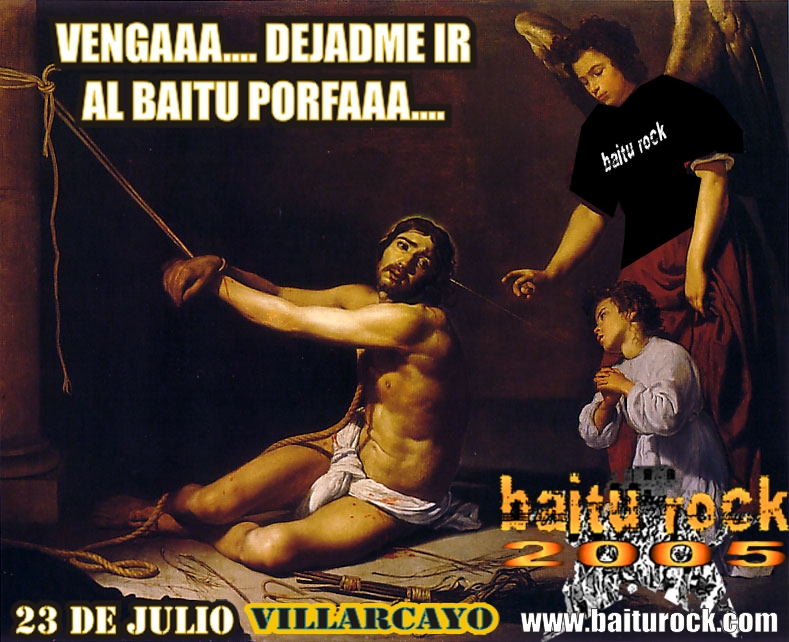 VENGAAA.... DEJADME IR
AL BAITU PORFAAA....
baitu rock
baitu rock
2005
23 DE JULIO VILLARCAYO
www.baiturock.com